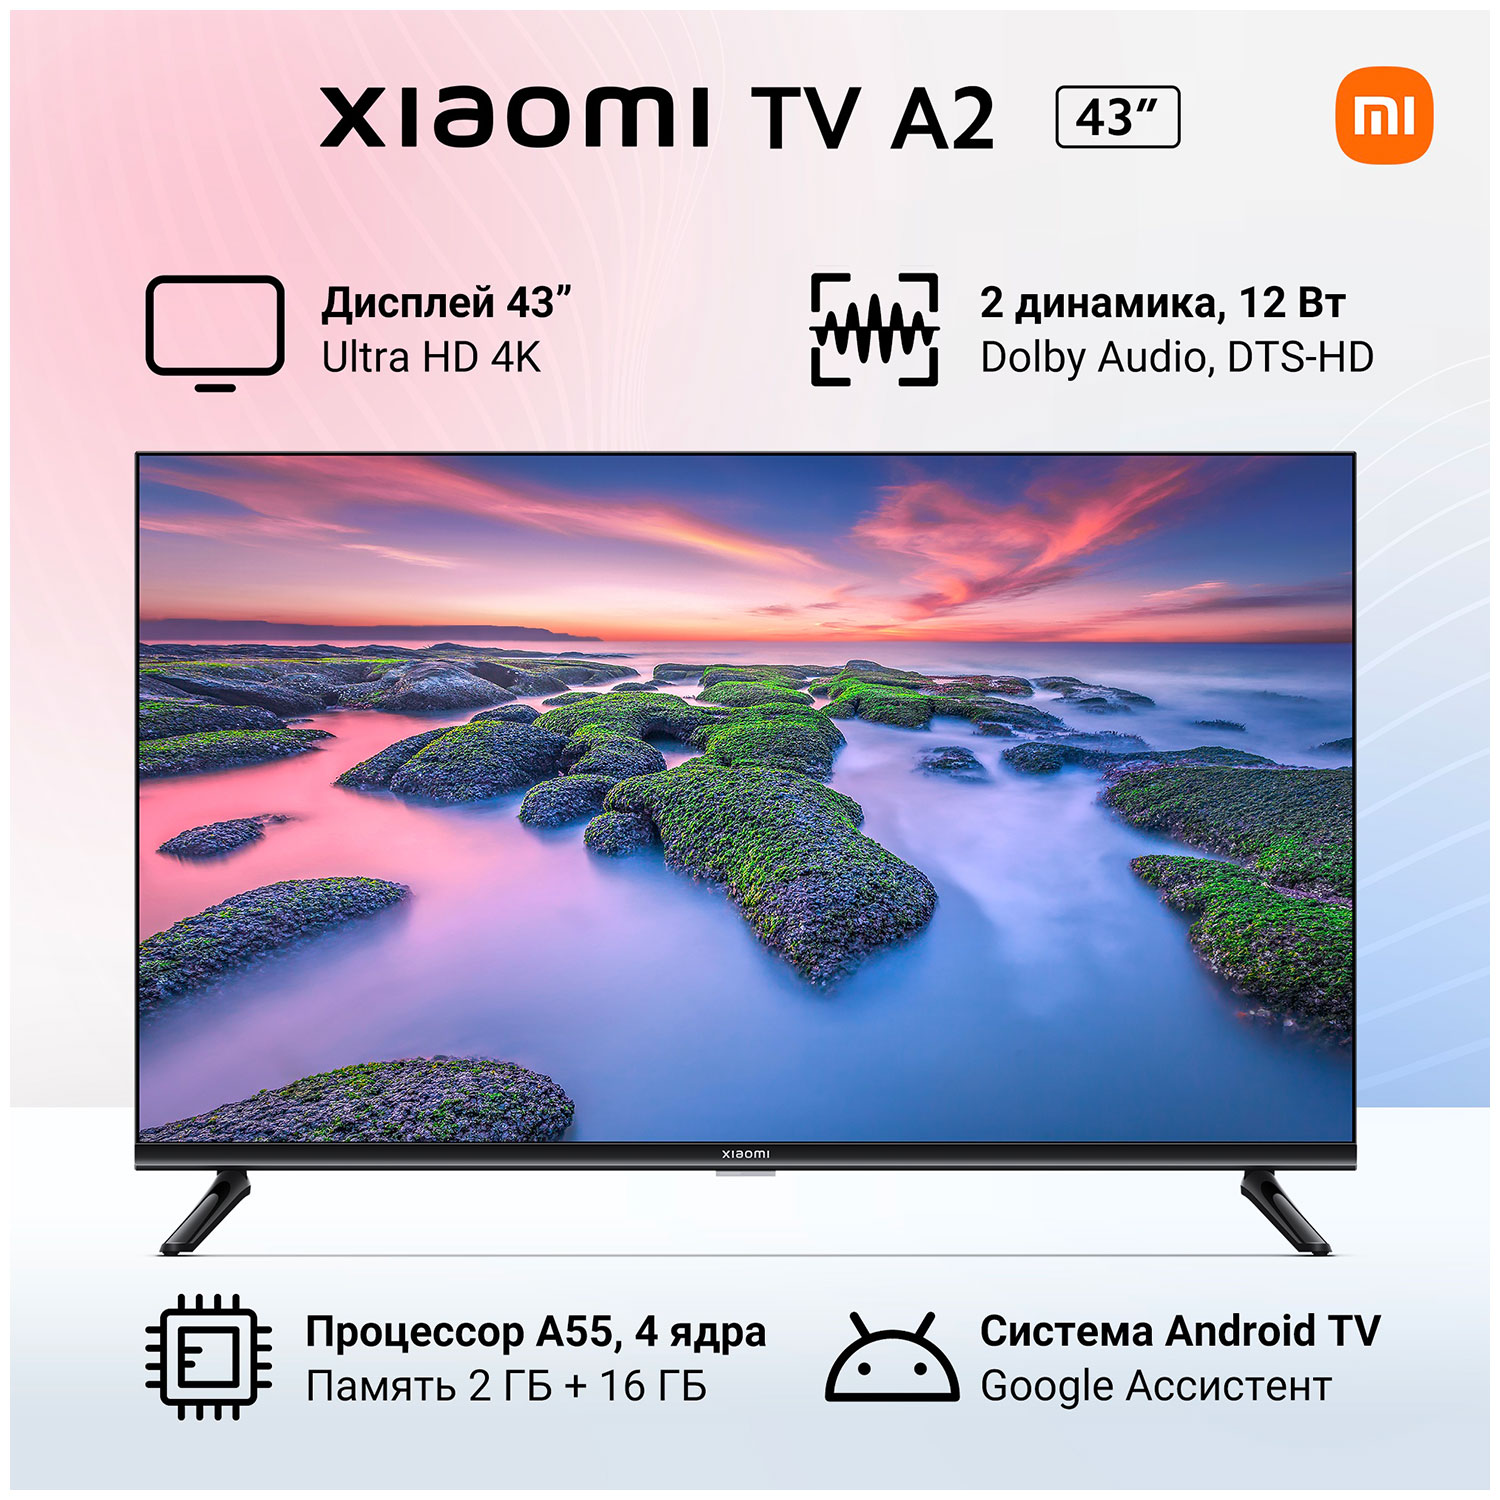 xiaomi TV A2 43”
mi
Дисплей 43”
Ultra HD 4K
2 динамика, 12 Вт
Dolby Audio, DTS-HD
xiaomi
Процессор A55, 4 ядра
Память 2 ГБ + 16 ГБ
Система Android TV
Google Ассистент